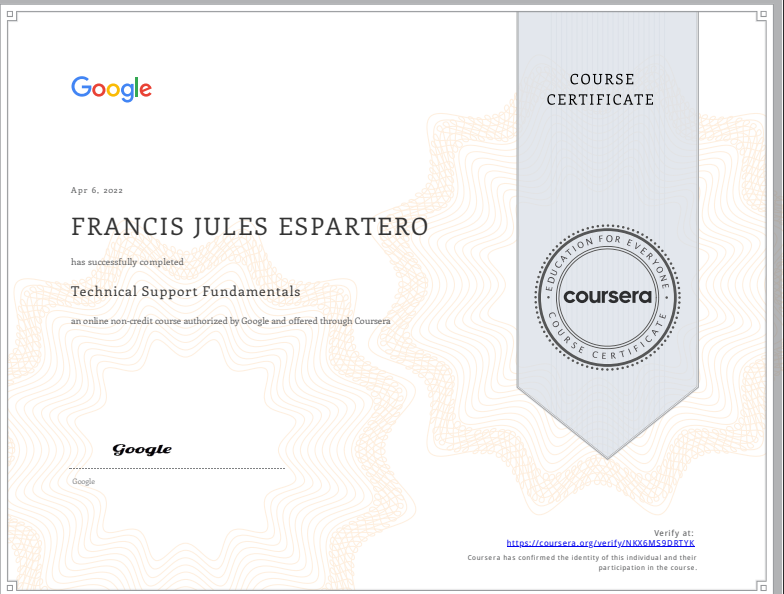 Google
COURSE
CERTIFICATE
Apr 6, 2022
FRANCIS JULES ESPARTERO
has successfully completed
Technical Support Fundamentals
an online non-credit course authorized by Google and offered through Coursera
EDUCATION FOR EVERYONE
coursera
COURSE CERTIFICATE
Google
Google
Verify at:
https://coursera.org/verify/NKX6MS9DRTYK
Coursera has confirmed the identity of this individual and their
participation in the course.